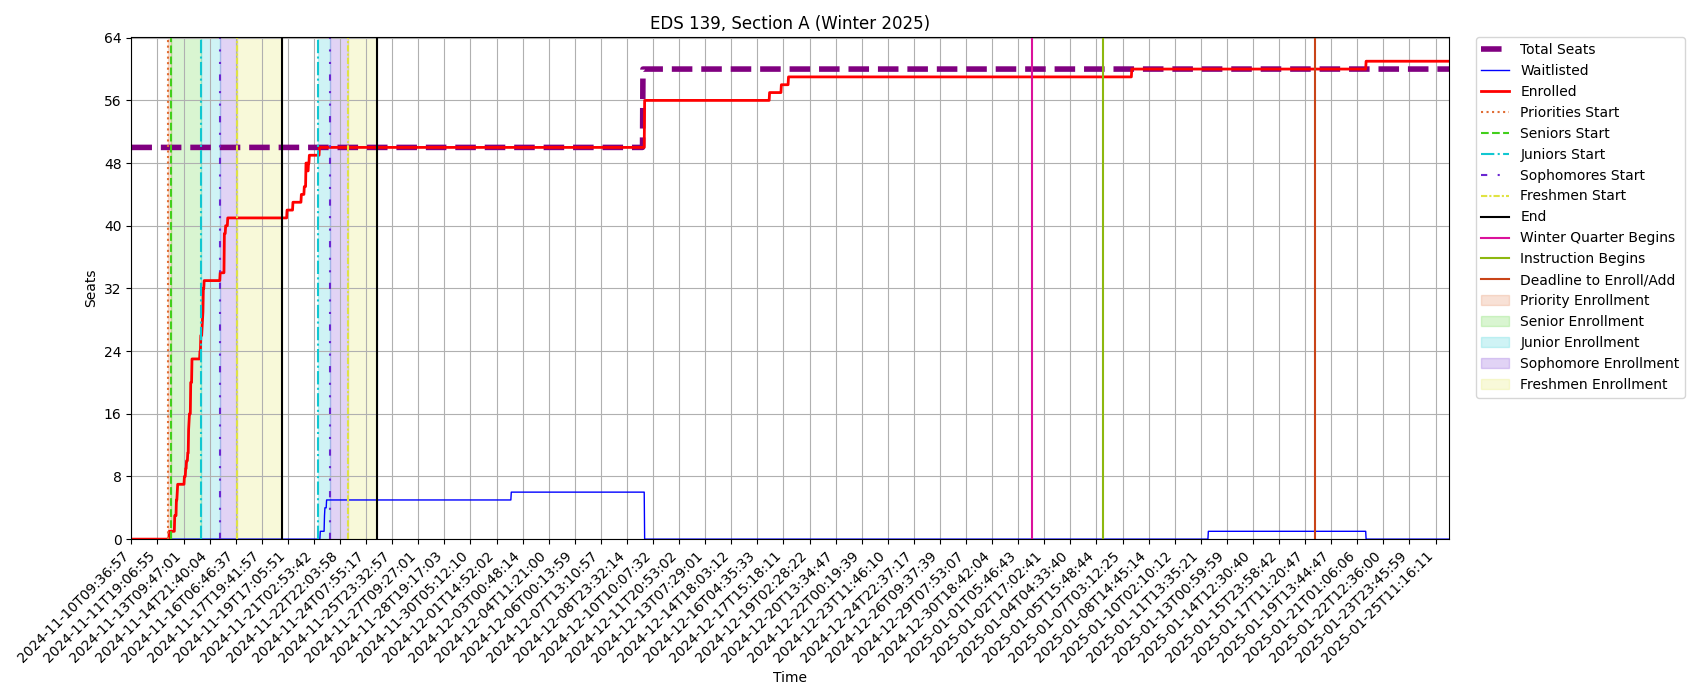 EDS 139, Section A (Winter 2025)
64
56
48
40
32
24
16
8
0
Seats
2024-11-10T09:36:57
2024-11-11T19:06:55
2024-11-13T09:47:01
2024-11-14T21:40:04
2024-11-16T06:46:37
2024-11-17T19:41:57
2024-11-19T17:05:51
2024-11-21T02:53:42
2024-11-22T22:03:58
2024-11-24T07:55:17
2024-11-25T23:32:57
2024-11-27T09:27:01
2024-11-28T19:17:03
2024-11-30T05:12:10
2024-12-01T14:52:02
2024-12-03T00:48:14
2024-12-04T11:21:00
2024-12-06T00:13:59
2024-12-07T13:10:57
2024-12-08T23:32:14
2024-12-10T10:07:32
2024-12-11T20:53:02
2024-12-13T07:29:01
2024-12-14T18:03:12
2024-12-16T04:35:33
2024-12-17T15:18:11
2024-12-19T02:28:22
2024-12-20T13:34:47
2024-12-22T00:19:39
2024-12-23T11:46:10
2024-12-24T22:37:17
2024-12-26T09:37:39
2024-12-29T07:53:07
2024-12-30T18:42:04
2025-01-01T05:46:43
2025-01-02T17:02:41
2025-01-04T04:33:40
2025-01-05T15:48:44
2025-01-07T03:12:25
2025-01-08T14:45:14
2025-01-10T02:10:12
2025-01-11T13:35:21
2025-01-13T00:59:59
2025-01-14T12:30:40
2025-01-15T23:58:42
2025-01-17T11:20:47
2025-01-19T13:44:47
2025-01-21T01:06:06
2025-01-22T12:36:00
2025-01-23T23:45:59
2025-01-25T11:16:11
Time
Total Seats
Waitlisted
Enrolled
Priorities Start
Seniors Start
Juniors Start
Sophomores Start
Freshmen Start
End
Winter Quarter Begins
Instruction Begins
Deadline to Enroll/Add
Priority Enrollment
Senior Enrollment
Junior Enrollment
Sophomore Enrollment
Freshmen Enrollment